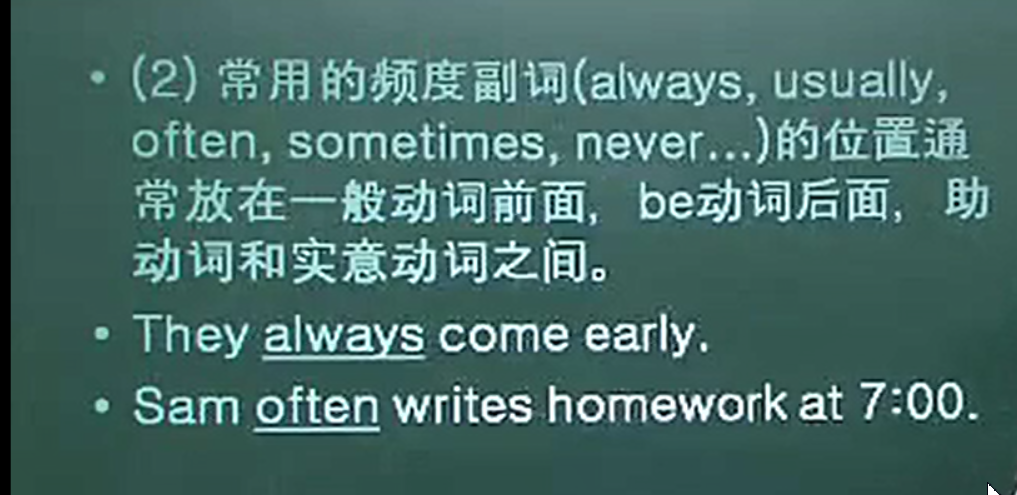 • (2) 常用的频度副词(always, usually,
often, sometimes, never...)的位置通
常放在一般动词前面, be动词后面, 助
动词和实意动词之间。
• They always come early.
• Sam often writes homework at 7:00.